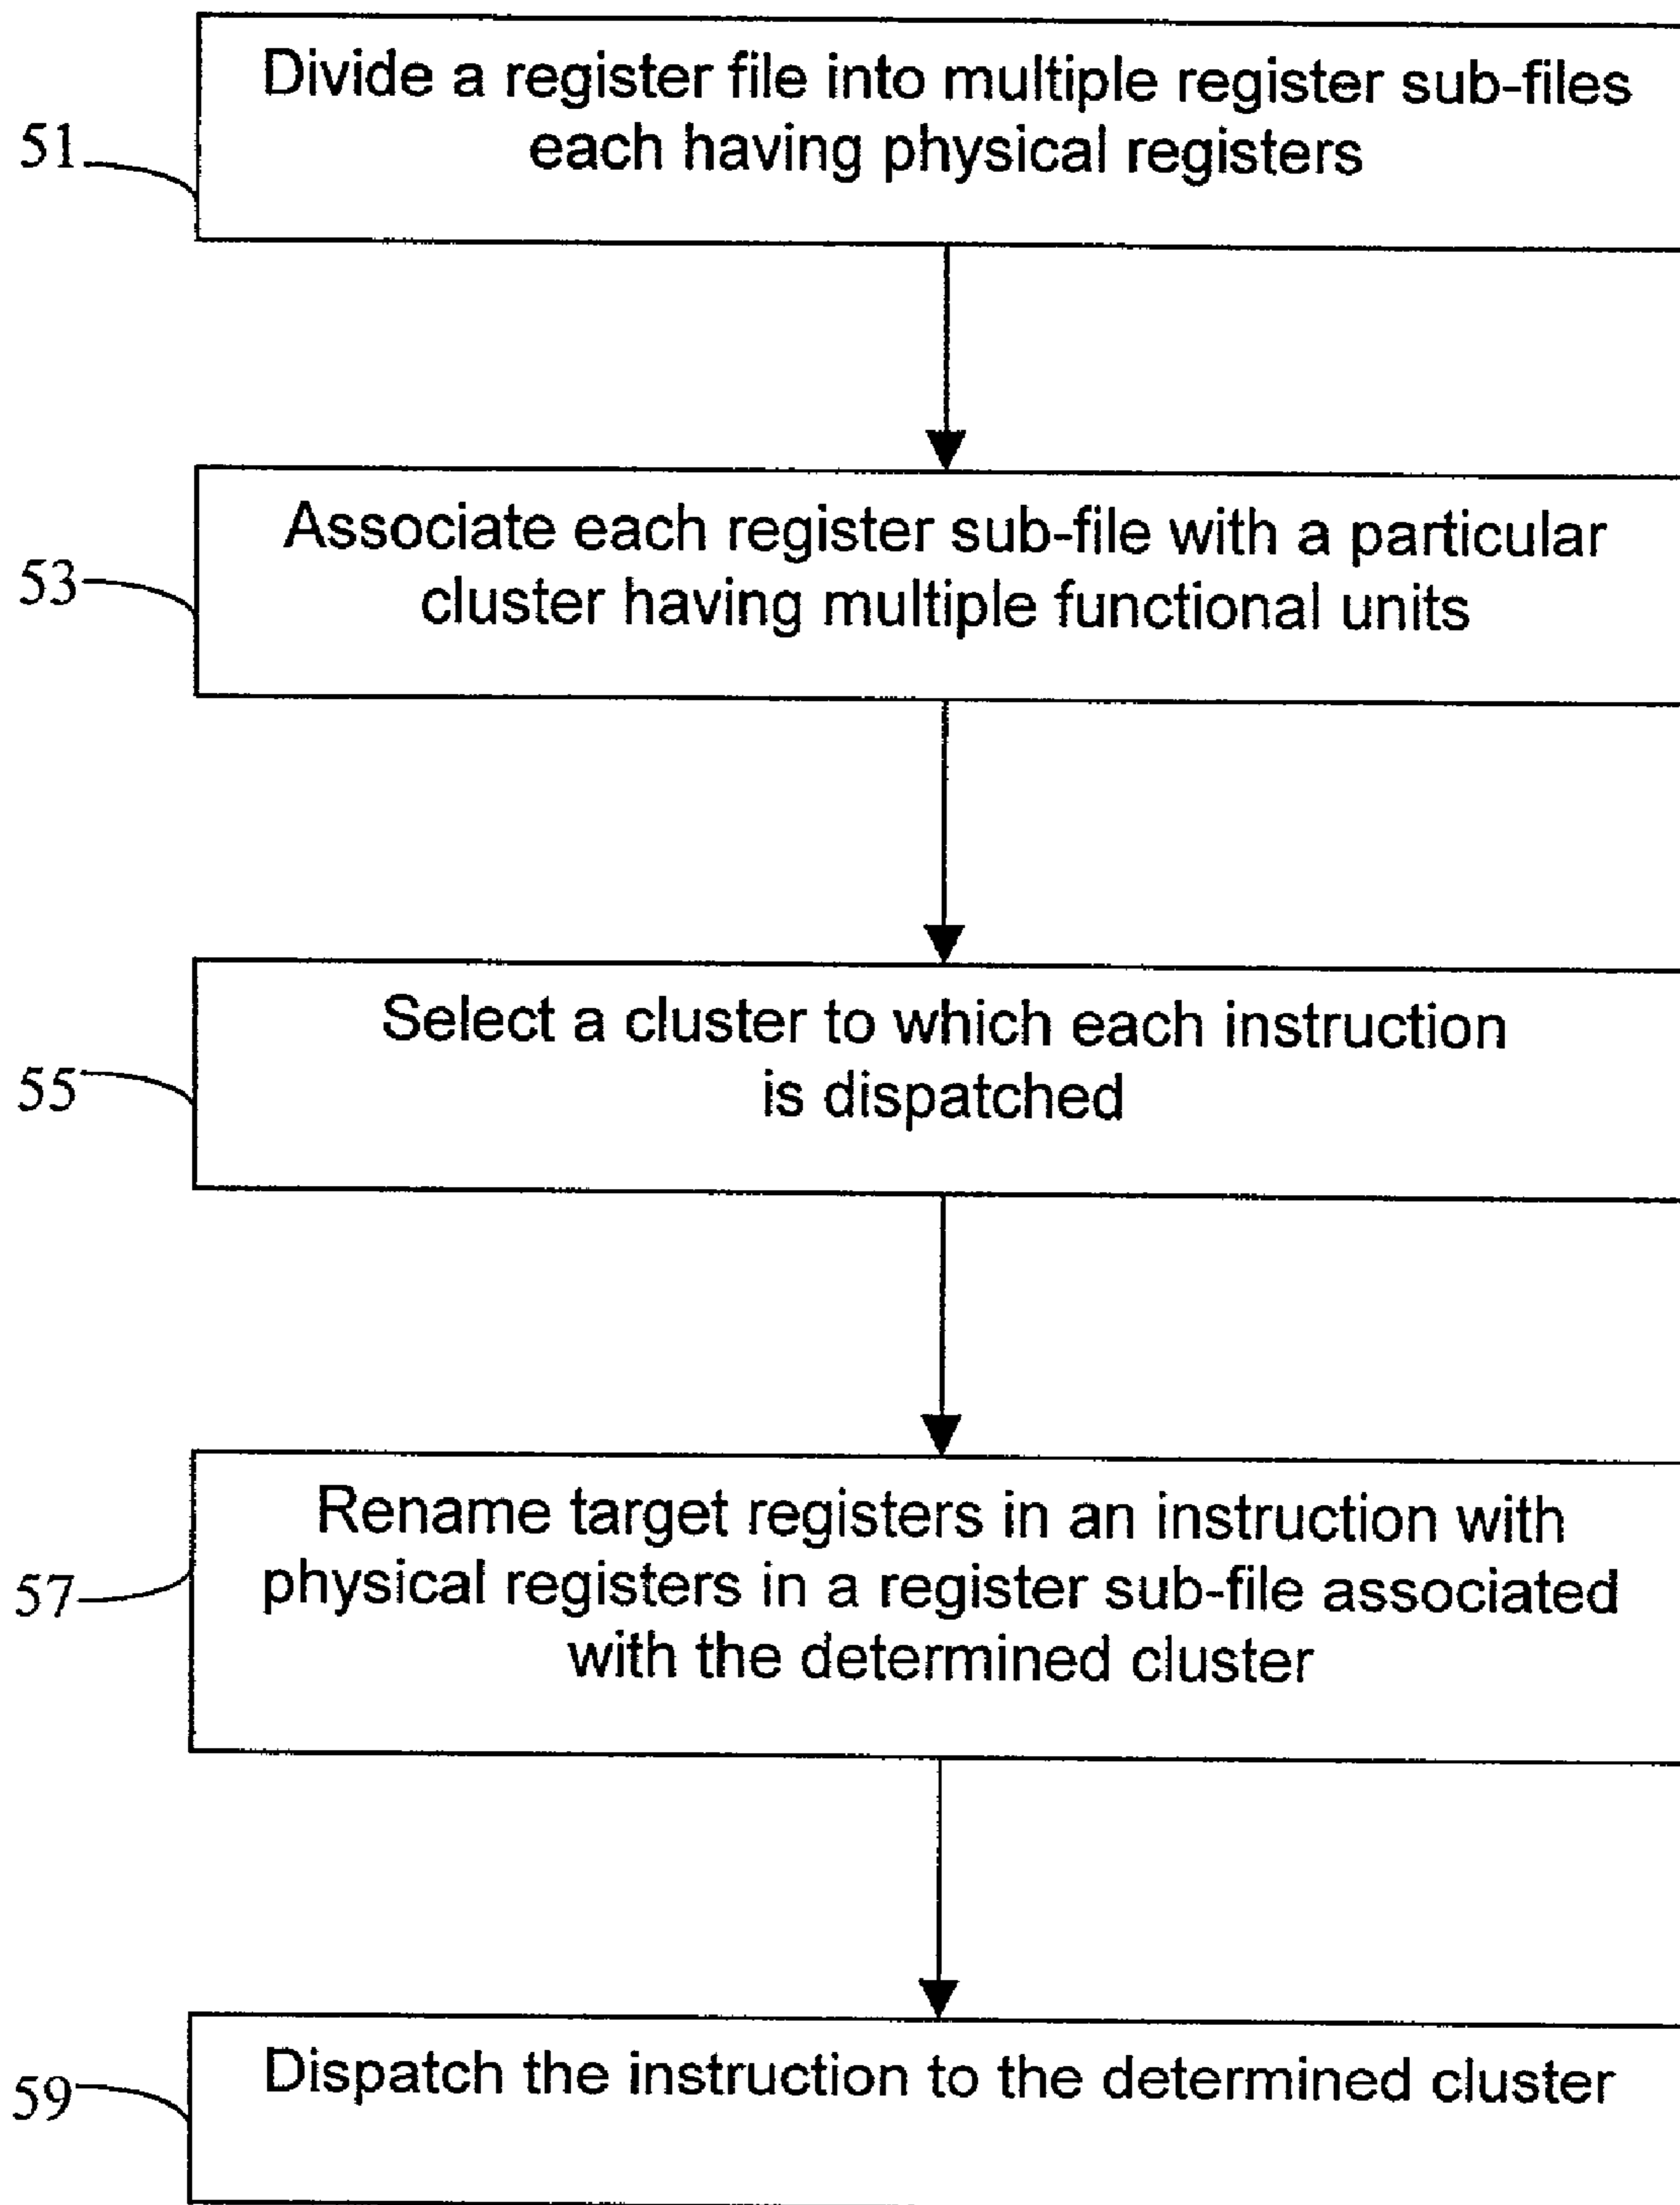 Divide a register file into multiple register sub-files
each having physical registers
51
Associate each register sub-file with a particular
cluster having multiple functional units
53
Select a cluster to which each instruction
is dispatched
55
Rename target registers in an instruction with
physical registers in a register sub-file associated
with the determined cluster
57
Dispatch the instruction to the determined cluster
59